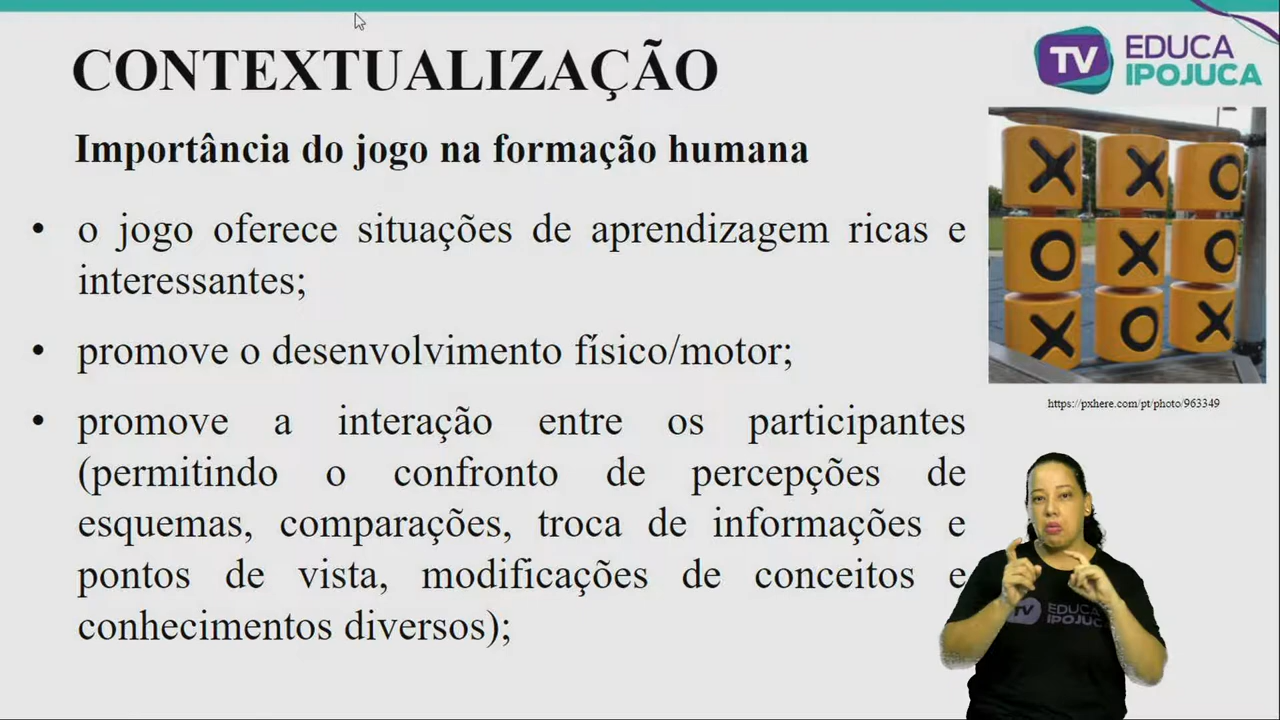 CONTEXTUALIZAÇÃO
TV EDUCA
IPOJUCA
Importância do jogo na formação humana
• o jogo oferece situações de aprendizagem ricas e
interessantes;
• promove o desenvolvimento físico/motor;
• promove a interação entre os participantes
(permitindo o confronto de percepções de
esquemas, comparações, troca de informações e
pontos de vista, modificações de conceitos e
conhecimentos diversos);
X X O
O X O
X O X
https://pxhere.com/pt/photo/963349
TV EDUCA
IPOJUCA